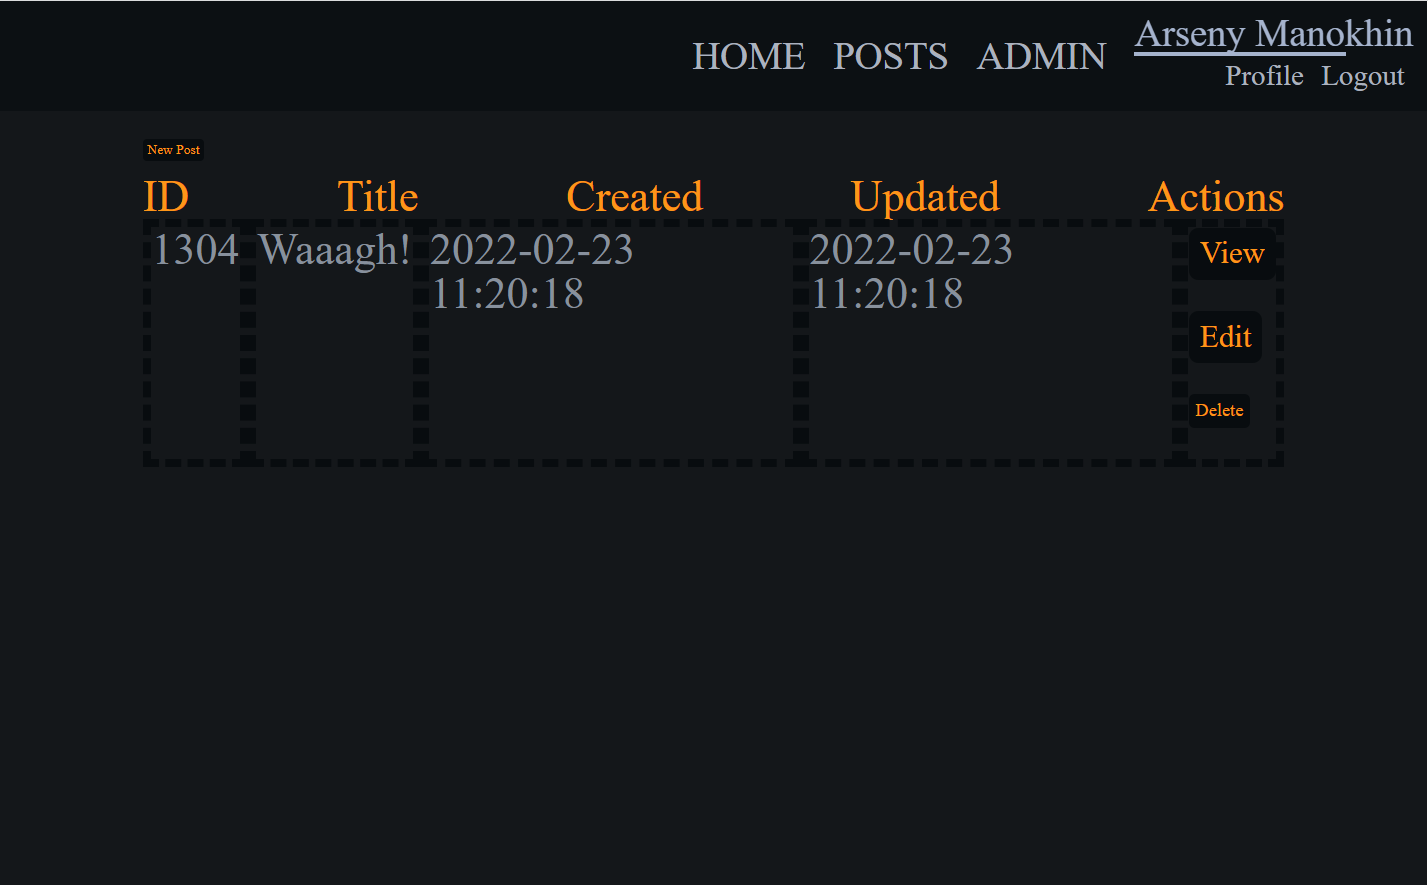 HOME POSTS ADMIN Arseny Manokhin
Profile Logout
New Post
ID Title Created Updated Actions
1304 Waaagh! 2022-02-23 11:20:18 2022-02-23 11:20:18 View
Edit
Delete